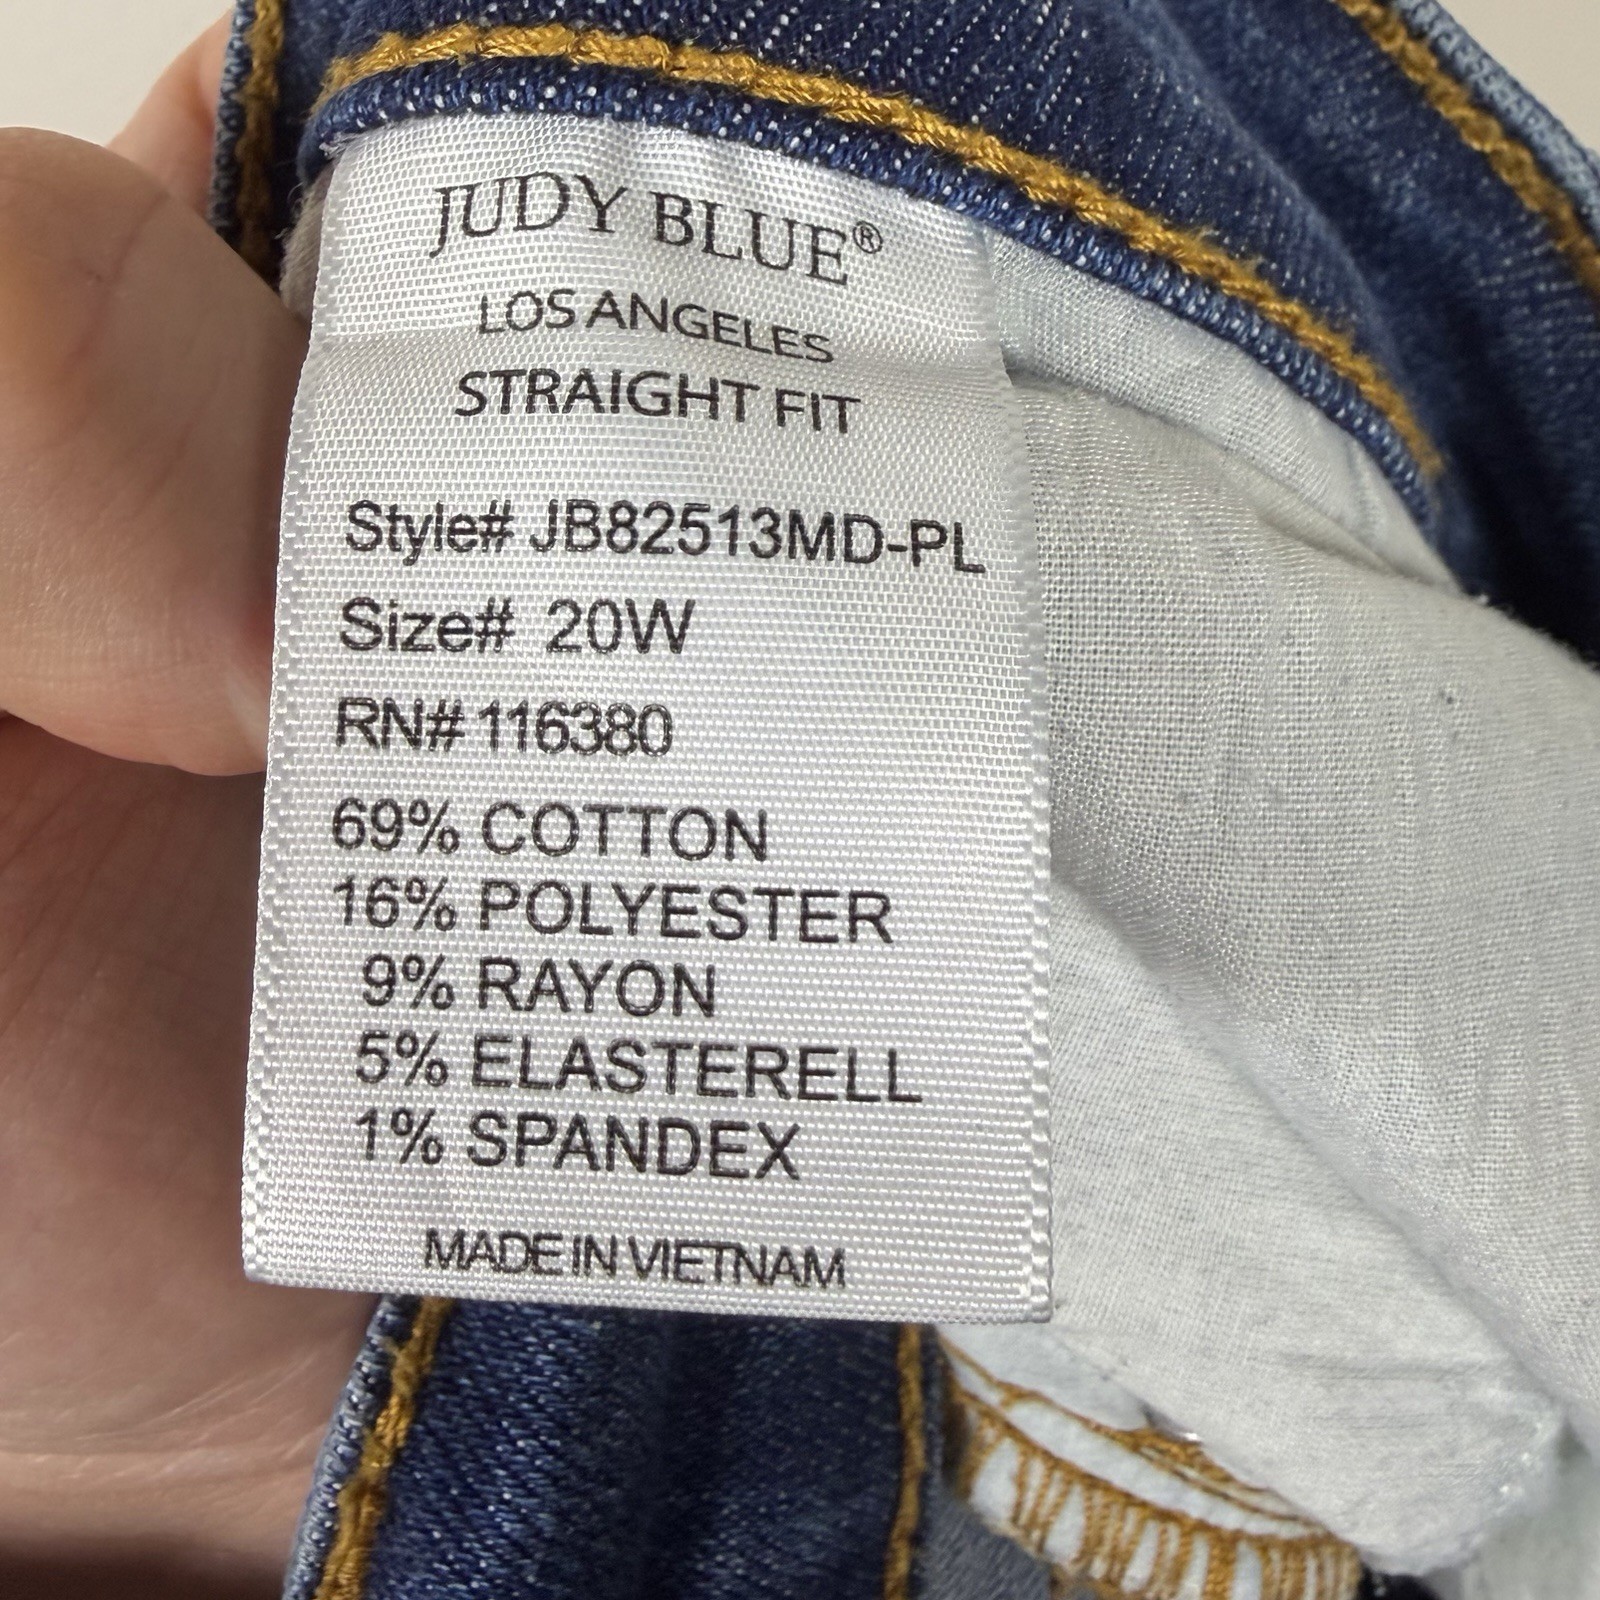 JUDY BLUE®
LOS ANGELES
STRAIGHT FIT
Style# JB82513MD-PL
Size# 20W
RN# 116380
69% COTTON
16% POLYESTER
9% RAYON
5% ELASTERELL
1% SPANDEX
MADE IN VIETNAM